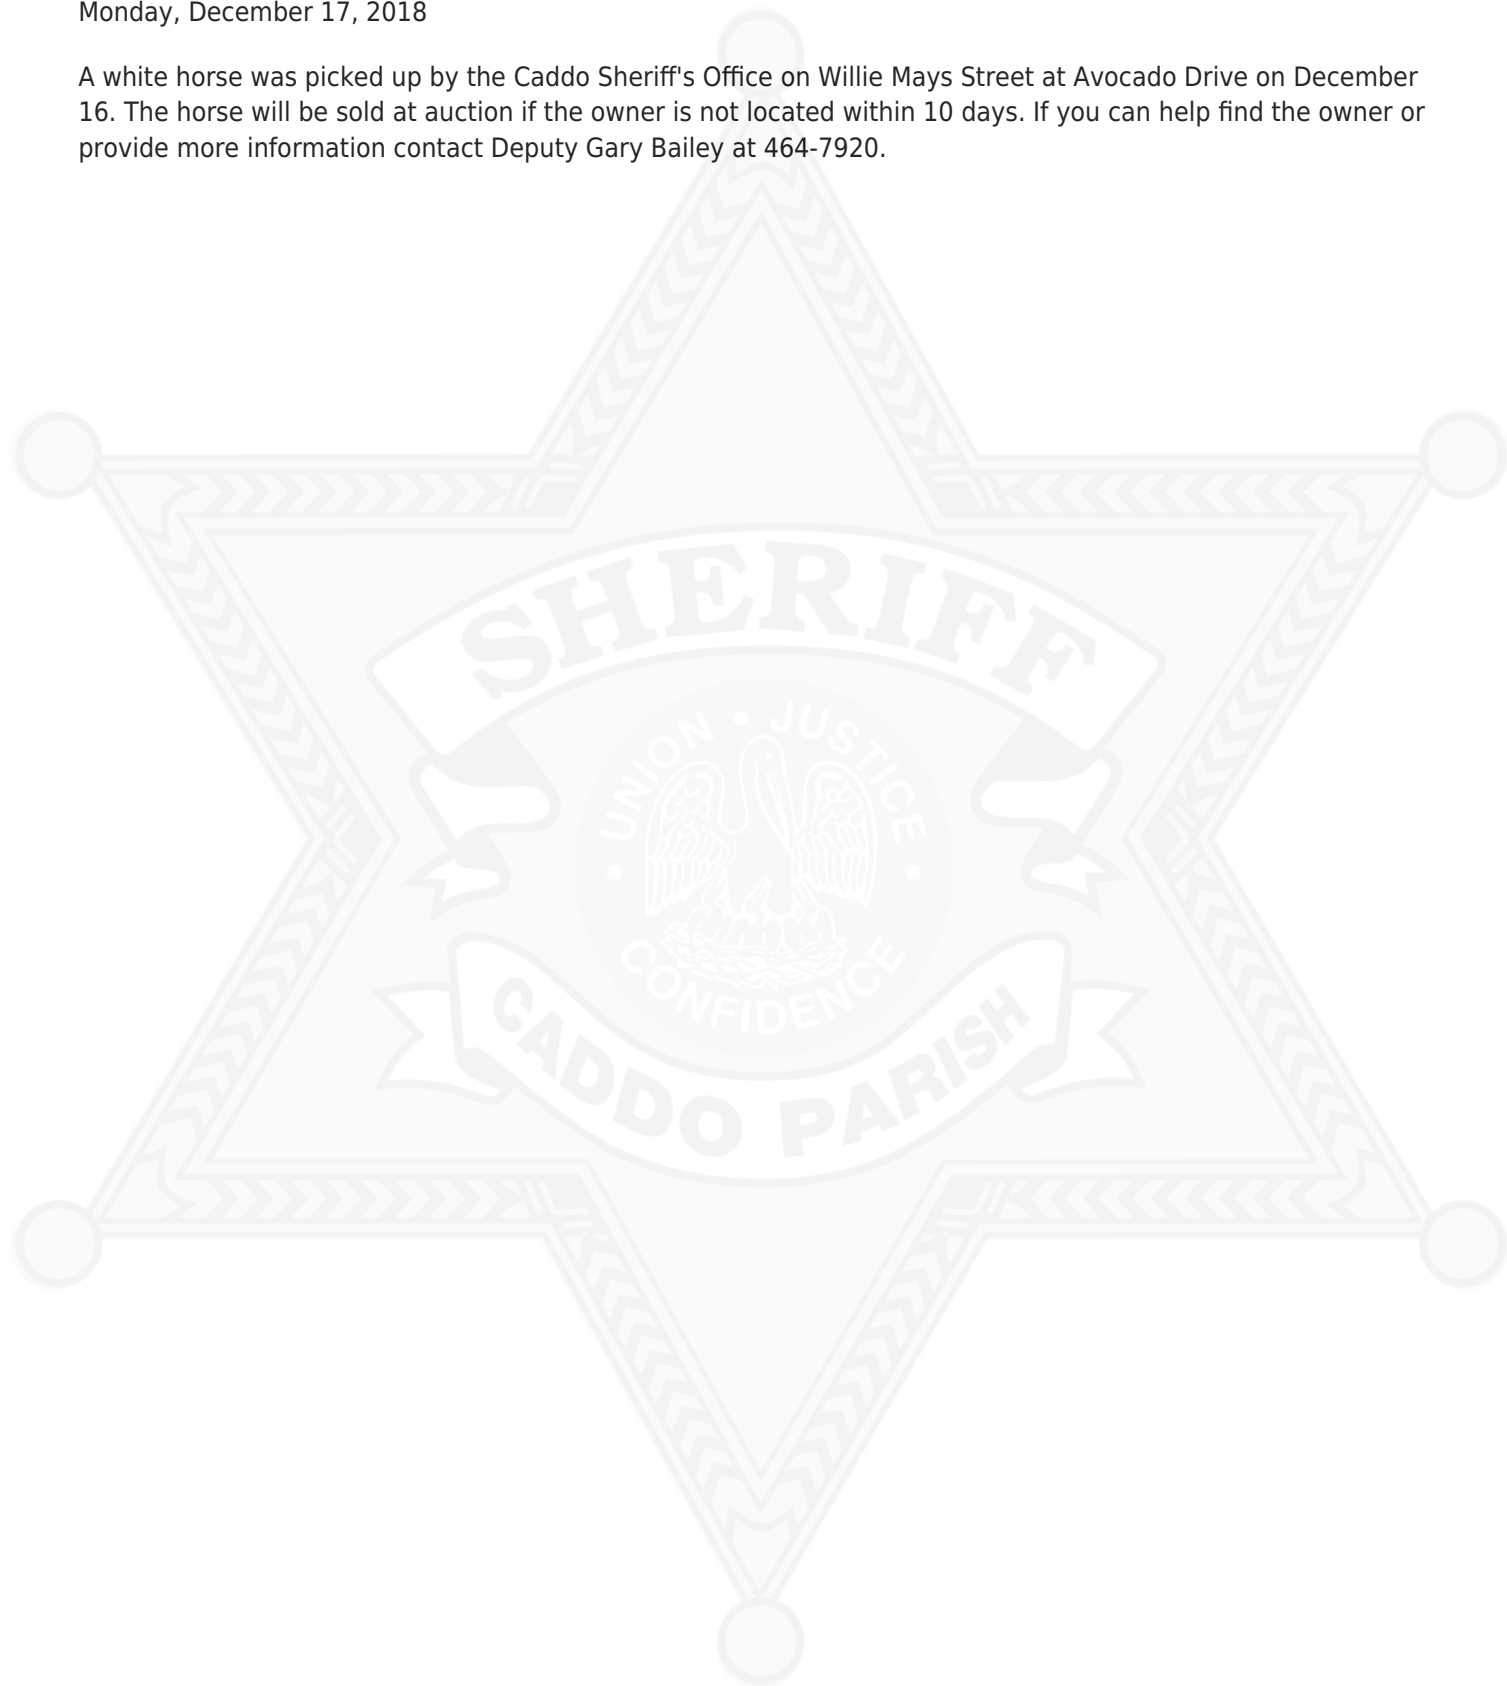 Monday, December 17, 2018
A white horse was picked up by the Caddo Sheriff's Office on Willie Mays Street at Avocado Drive on December
16. The horse will be sold at auction if the owner is not located within 10 days. If you can help find the owner or
provide more information contact Deputy Gary Bailey at 464-7920.
SHERIFF
UNION • JUSTICE
• CONFIDENCE •
CADDO PARISH